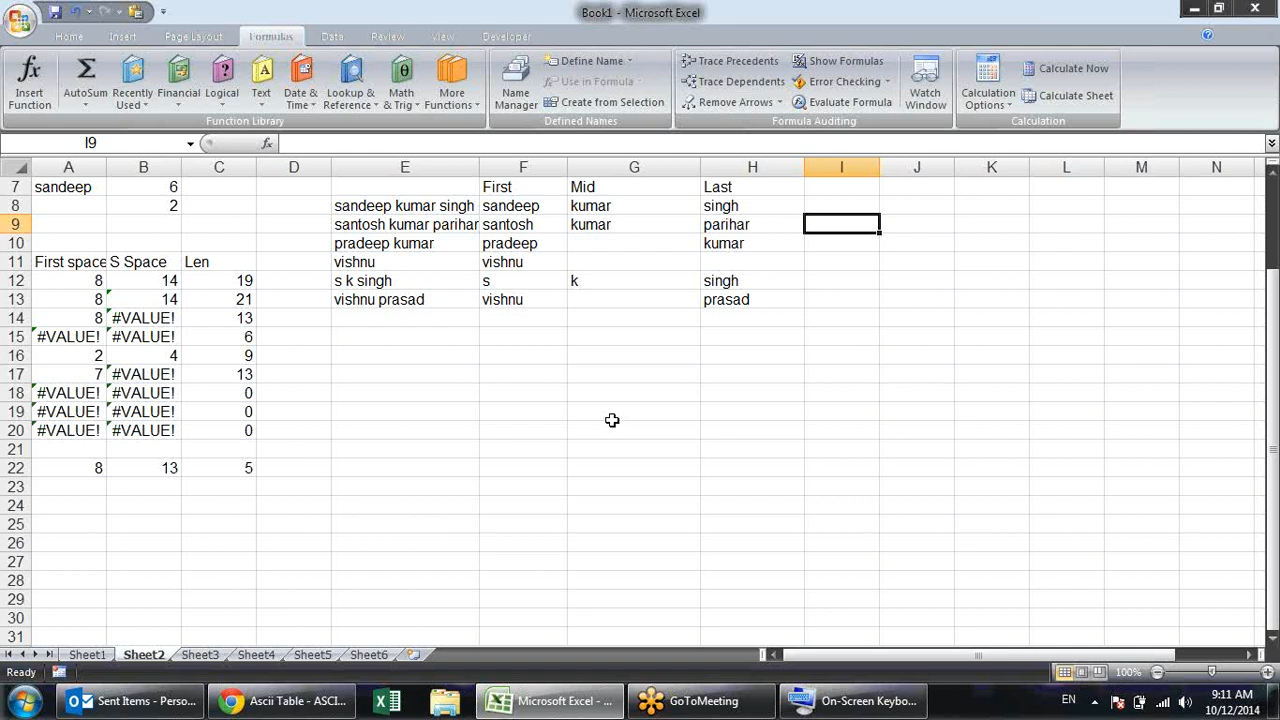 Book1 - Microsoft Excel
Home Insert Page Layout Formulas Data Review View Developer
Insert Function AutoSum Recently Used Financial Logical Text Date & Time Lookup & Reference Math & Trig More Functions
Function Library
Name Manager Define Name Use in Formula Create from Selection
Defined Names
Trace Precedents Trace Dependents Remove Arrows Show Formulas Error Checking Evaluate Formula
Formula Auditing
Watch Window
Calculation Options Calculate Now Calculate Sheet
Calculation
I9 fx
A B C D E F G H I J K L M N
7 sandeep 6 First Mid Last
8 2 sandeep kumar singh sandeep kumar singh
9 santosh kumar parihar santosh kumar parihar
10 pradeep kumar pradeep kumar
11 First space S Space Len vishnu vishnu
12 8 14 19 s k singh s k singh
13 8 14 21 vishnu prasad vishnu prasad
14 8 #VALUE! 13
15 #VALUE! #VALUE! 6
16 2 4 9
17 7 #VALUE! 13
18 #VALUE! #VALUE! 0
19 #VALUE! #VALUE! 0
20 #VALUE! #VALUE! 0
21
22 8 13 5
23
24
25
26
27
28
29
30
31
Sheet1 Sheet2 Sheet3 Sheet4 Sheet5 Sheet6
Ready 100%
Sent Items - Perso... Ascii Table - ASCI... Microsoft Excel - ... GoToMeeting On-Screen Keybo... EN 9:11 AM
10/12/2014